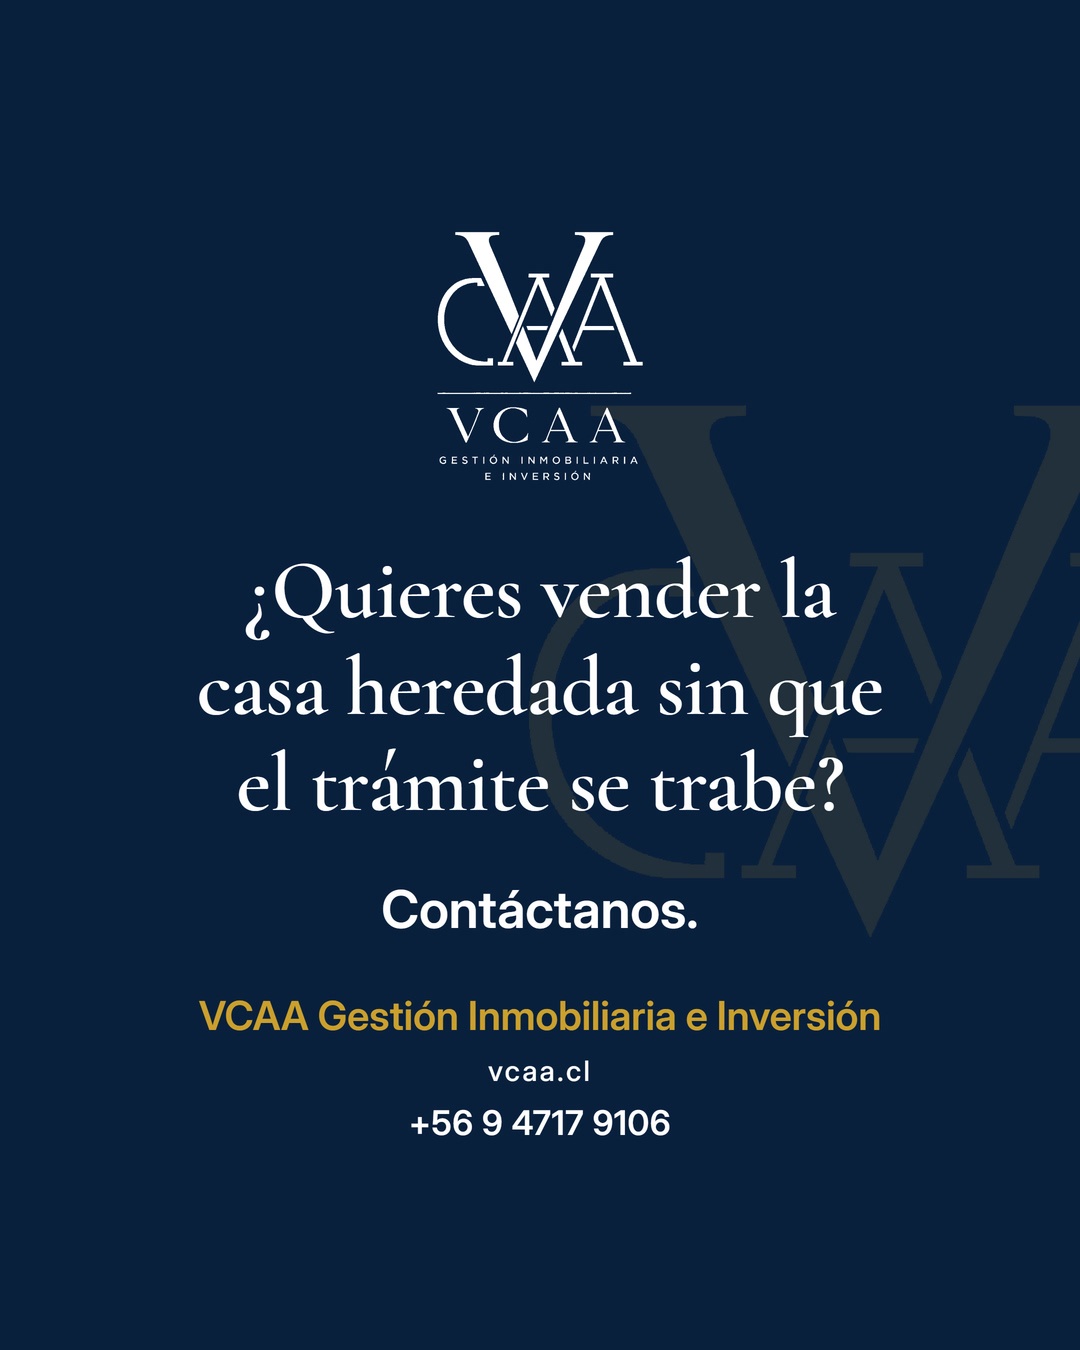 VCAA
VCAA
GESTIÓN INMOBILIARIA
E INVERSIÓN
¿Quieres vender la
casa heredada sin que
el trámite se trabe?
Contáctanos.
VCAA Gestión Inmobiliaria e Inversión
vcaa.cl
+56 9 4717 9106